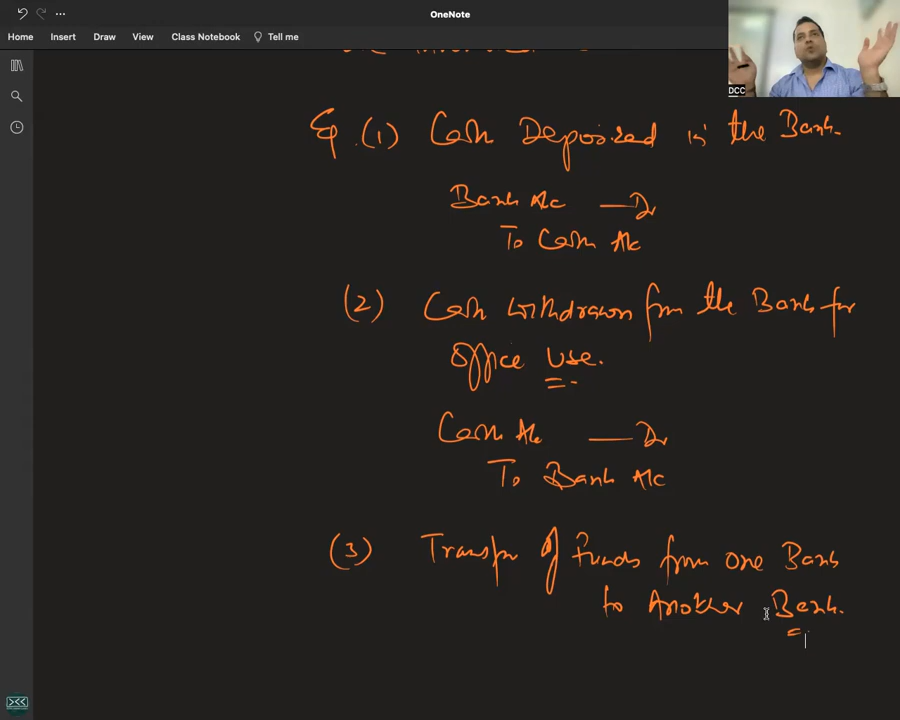 OneNote
Home Insert Draw View Class Notebook Tell me
DCC
Eg. (1) Cash Deposited in the Bank.
Bank A/c — Dr
To Cash A/c
(2) Cash withdrawn from the Bank for
office use.
Cash A/c — Dr
To Bank A/c
(3) Transfer of Funds from one Bank
to Another Bank.
DCC